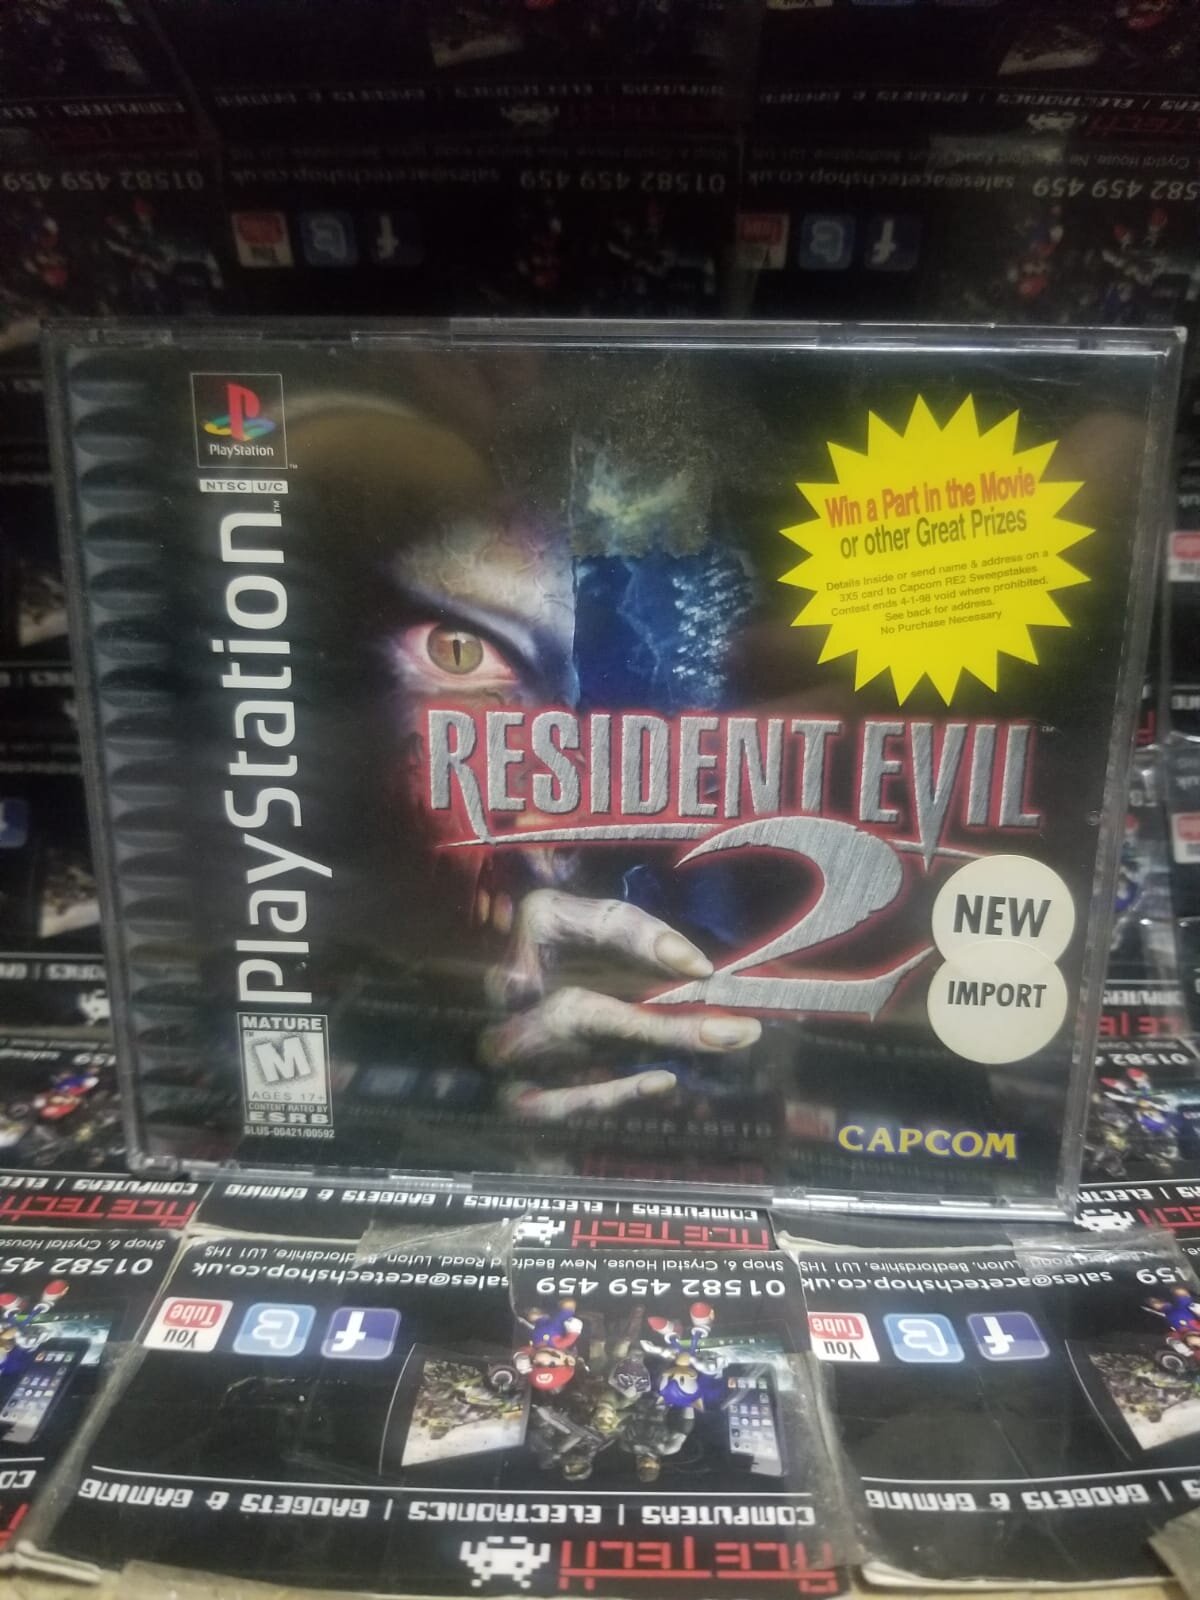 PlayStation
NTSC U/C
PlayStation
Win a Part in the Movie
or other Great Prizes
Details Inside or send name & address on a
3X5 card to Capcom RE2 Sweepstakes
Contest ends 4-1-98 void where prohibited.
See back for address.
No Purchase Necessary
RESIDENT EVIL
2
NEW
IMPORT
MATURE
M
AGES 17+
CONTENT RATED BY
ESRB
SLUS-00421/00592
CAPCOM
Shop 6, Crystal House, New Bedford Road, Luton, Bedfordshire, LU1 1HS
01582 459 459
sales@acetechshop.co.uk
You Tube
COMPUTERS | ELECTRONICS | GADGETS & GAMING
ACE TECH